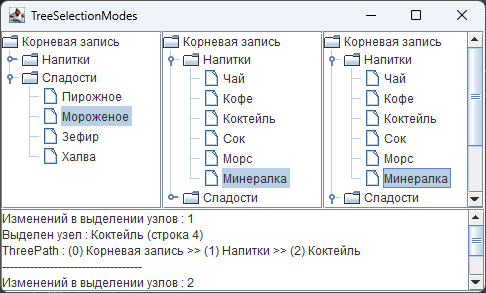 TreeSelectionModes
Корневая запись
Напитки
Сладости
Пирожное
Мороженое
Зефир
Халва
Корневая запись
Напитки
Чай
Кофе
Коктейль
Сок
Морс
Минералка
Сладости
Корневая запись
Напитки
Чай
Кофе
Коктейль
Сок
Морс
Минералка
Сладости
Изменений в выделении узлов : 1
Выделен узел : Коктейль (строка 4)
ThreePath : (0) Корневая запись >> (1) Напитки >> (2) Коктейль
-----------------------------------
Изменений в выделении узлов : 2